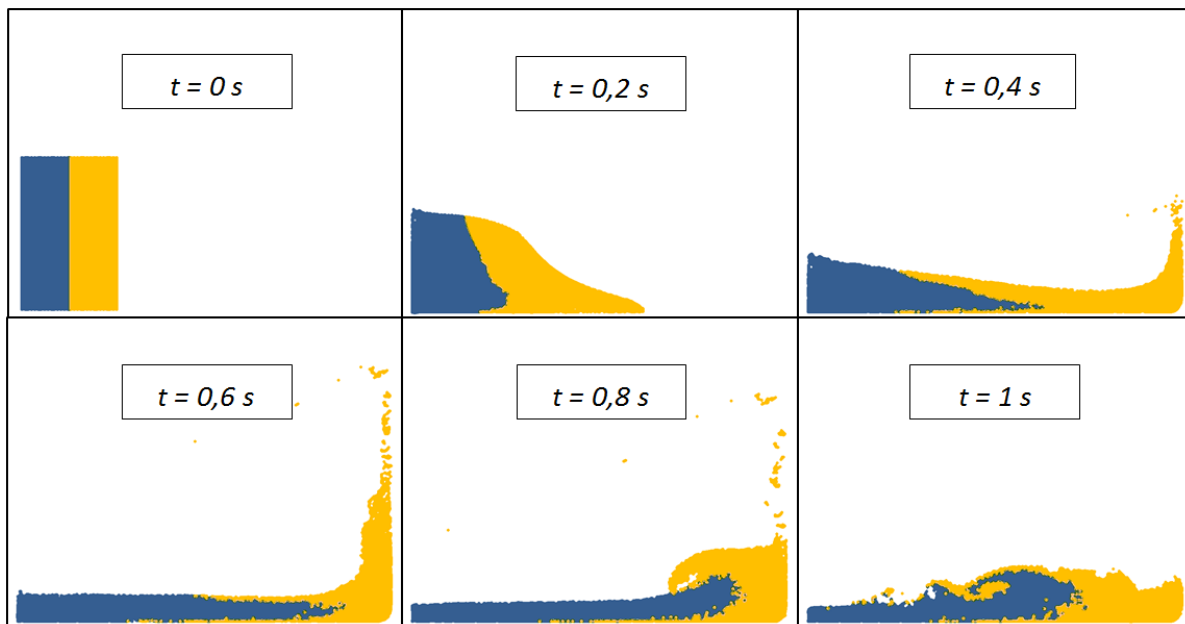 t = 0 s
t = 0,2 s
t = 0,4 s
t = 0,6 s
t = 0,8 s
t = 1 s